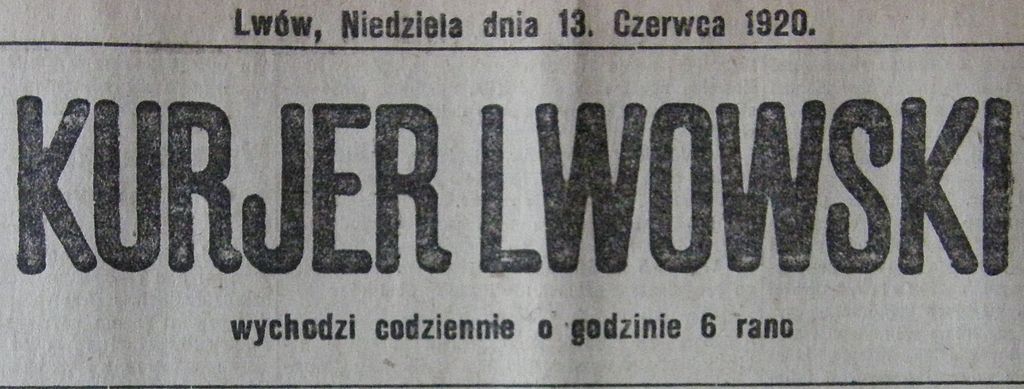 Lwów, Niedziela dnia 13. Czerwca 1920.
KURJER LWOWSKI
wychodzi codziennie o godzinie 6 rano